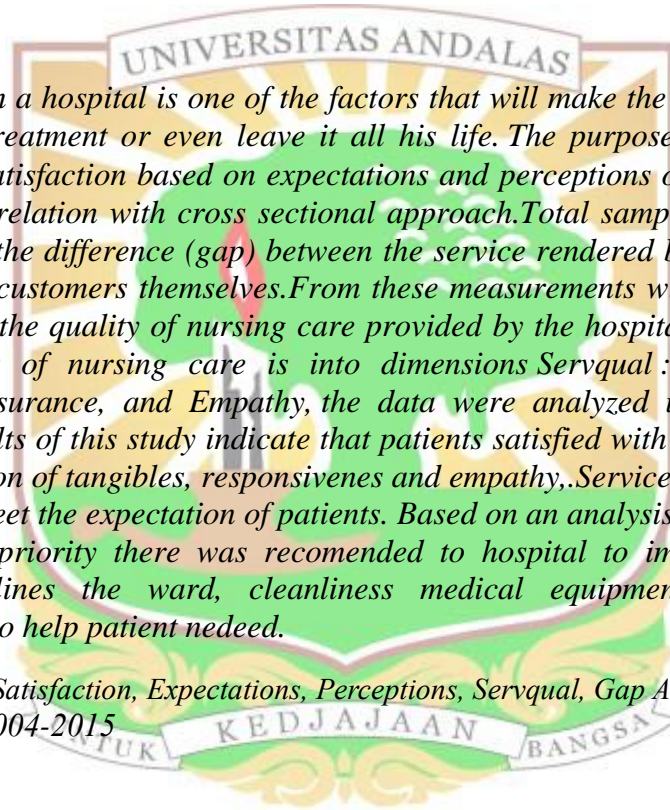 UNIVERSITAS ANDALAS
a hospital is one of the factors that will make the
reatment or even leave it all his life. The purpose
atisfaction based on expectations and perceptions o
relation with cross sectional approach.Total samp
the difference (gap) between the service rendered
customers themselves.From these measurements w
the quality of nursing care provided by the hospita
of nursing care is into dimensions Servqual :
surance, and Empathy, the data were analyzed
lts of this study indicate that patients satisfied with
on of tangibles, responsivenes and empathy,.Service
eet the expectation of patients. Based on an analysis
priority there was recomended to hospital to im
lines the ward, cleanliness medical equipmen
o help patient nedeed.
Satisfaction, Expectations, Perceptions, Servqual, Gap A
004-2015
UNTUK KEDJAJAAN BANGSA